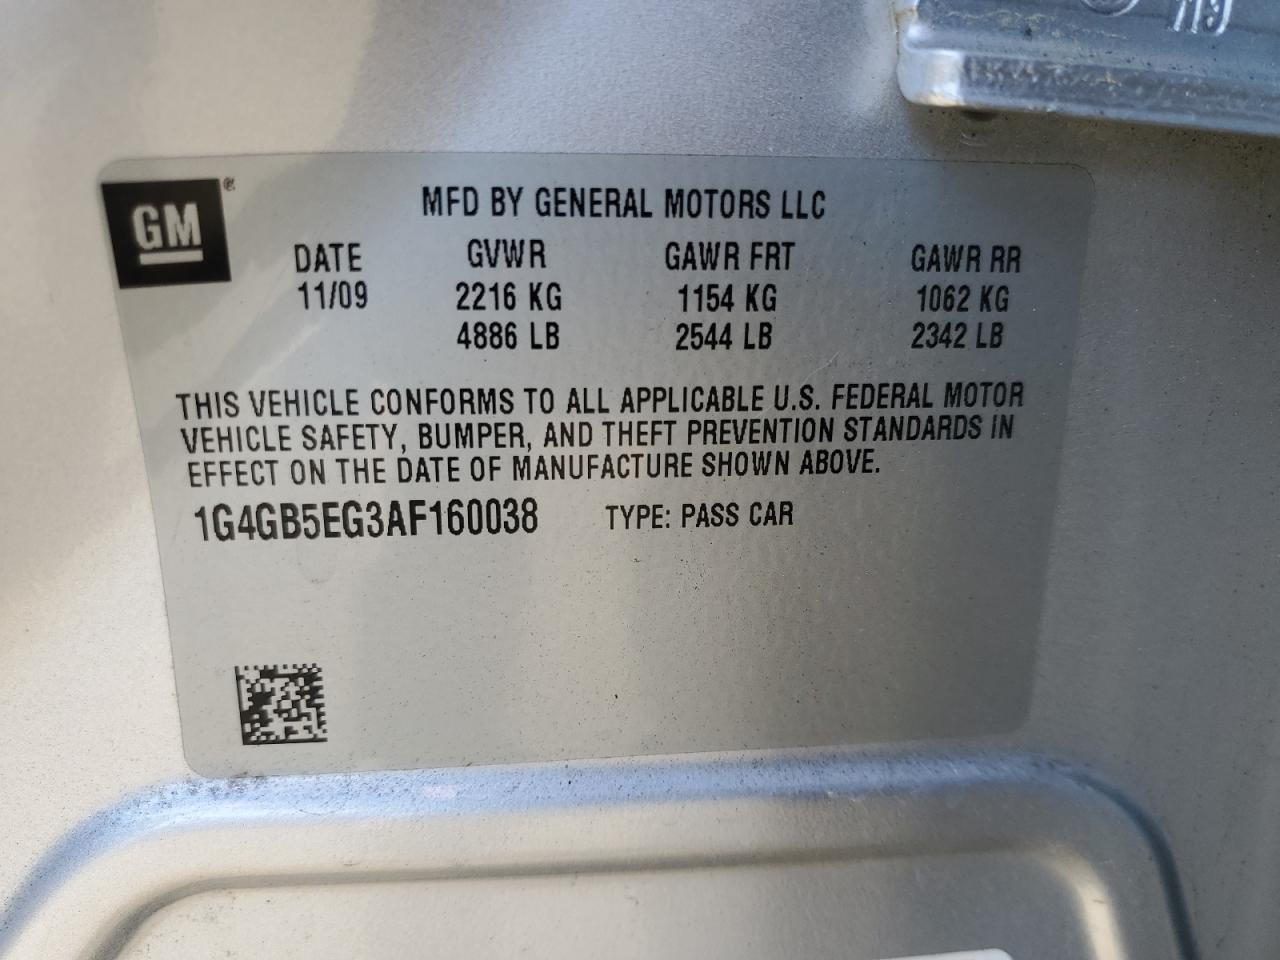 119
GM
MFD BY GENERAL MOTORS LLC
DATE GVWR GAWR FRT GAWR RR
11/09 2216 KG 1154 KG 1062 KG
4886 LB 2544 LB 2342 LB
THIS VEHICLE CONFORMS TO ALL APPLICABLE U.S. FEDERAL MOTOR
VEHICLE SAFETY, BUMPER, AND THEFT PREVENTION STANDARDS IN
EFFECT ON THE DATE OF MANUFACTURE SHOWN ABOVE.
1G4GB5EG3AF160038 TYPE: PASS CAR